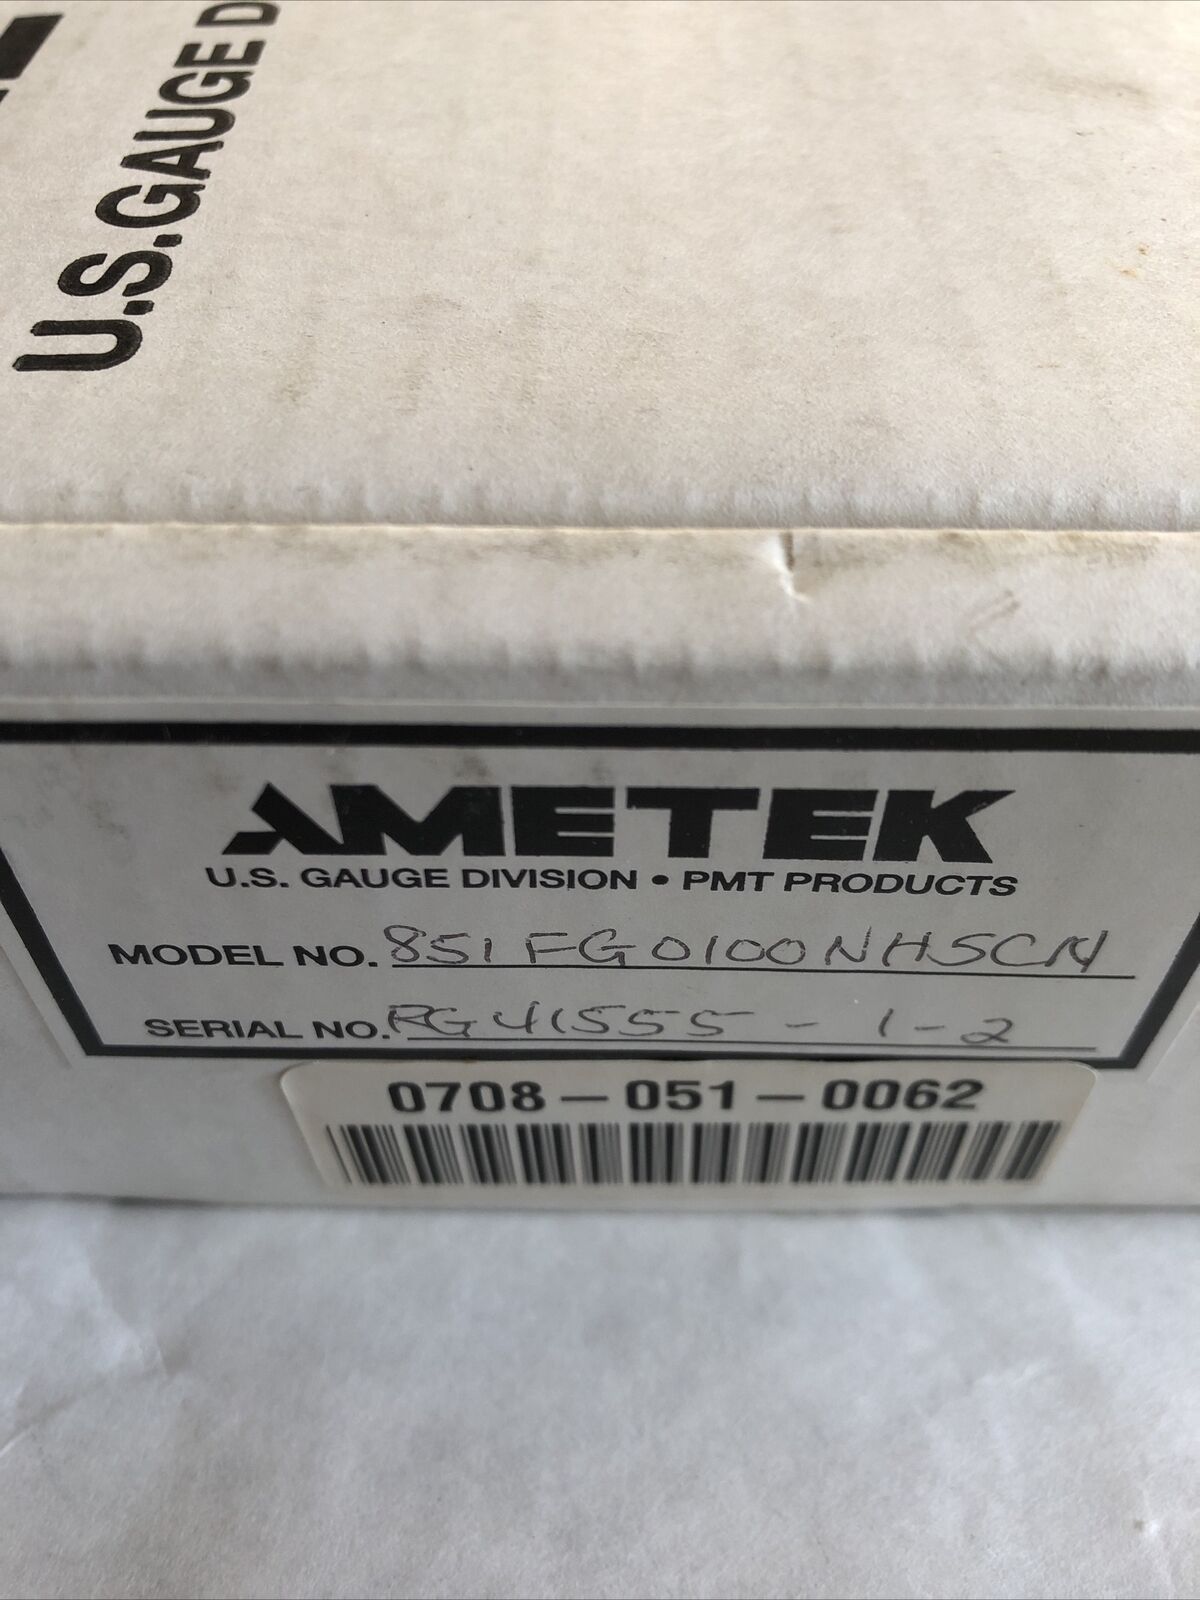 U.S.GAUGE D
AMETEK
U.S. GAUGE DIVISION • PMT PRODUCTS
MODEL NO. 851FG0100NHSCN
SERIAL NO. RG41555-1-2
0708-051-0062